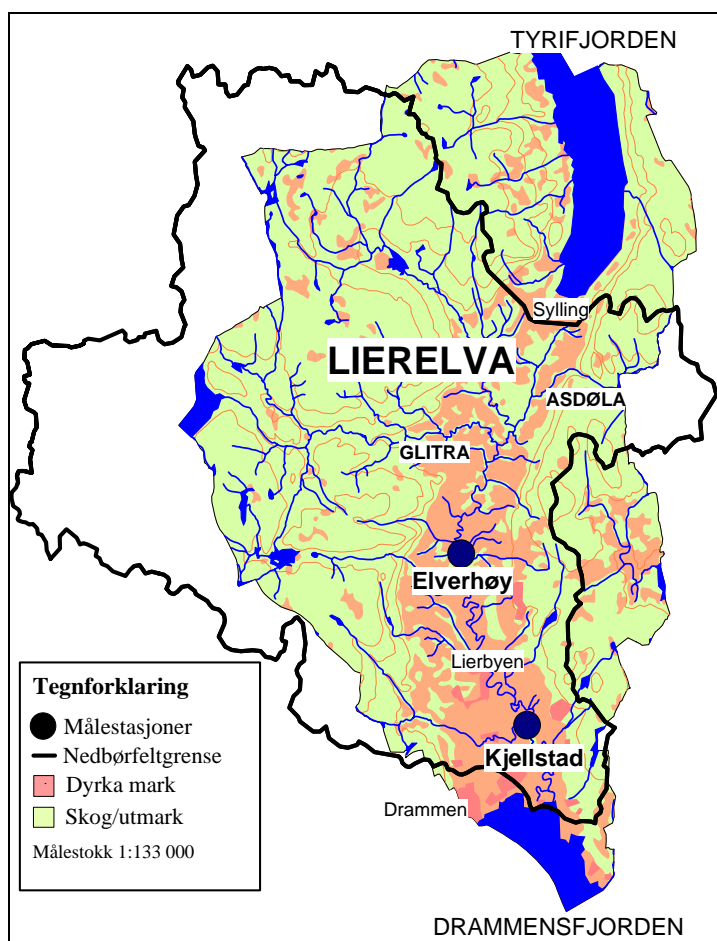 TYRIFJORDEN
Sylling
LIERELVA
ASDØLA
GLITRA
Elverhøy
Lierbyen
Kjellstad
Drammen
DRAMMENSFJORDEN
Tegnforklaring
Målestasjoner
Nedbørfeltgrense
Dyrka mark
Skog/utmark
Målestokk 1:133 000